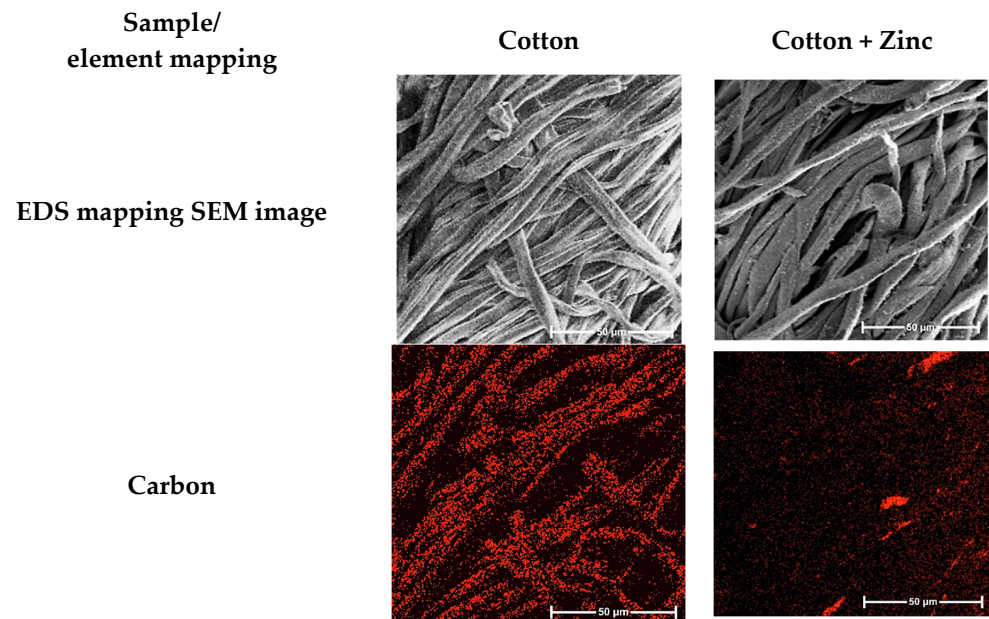 Sample/
element mapping
Cotton
Cotton + Zinc
EDS mapping SEM image
50 µm
50 µm
Carbon
50 µm
50 µm